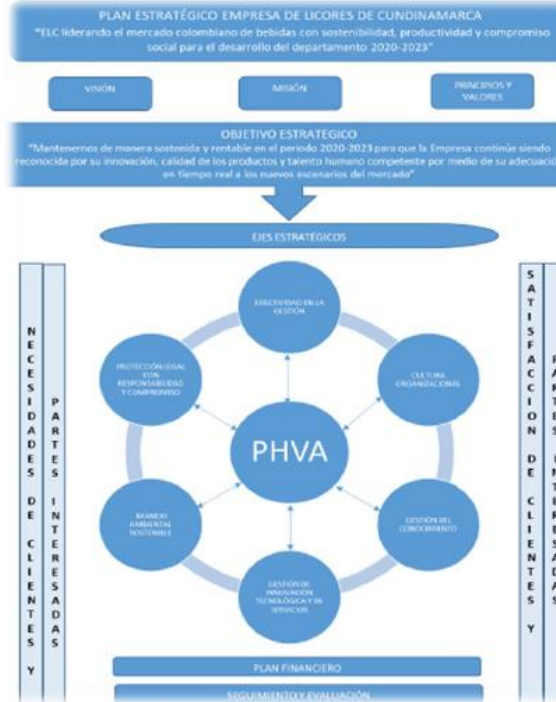 PLAN ESTRATÉGICO EMPRESA DE LICORES DE CUNDINAMARCA
"ELC liderando el mercado colombiano de bebidas con sostenibilidad, productividad y compromiso
social para el desarrollo del departamento 2020-2023"
VISIÓN
MISIÓN
PRINCIPIOS Y
VALORES
OBJETIVO ESTRATEGICO
"Mantenernos de manera sostenida y rentable en el periodo 2020-2023 para que la Empresa continúe siendo
reconocida por su innovación, calidad de los productos y talento humano competente por medio de su adecuación
en tiempo real a los nuevos escenarios del mercado"
EJES ESTRATÉGICOS
NECESIDADES DE CLIENTES Y
PARTES INTERESADAS
EFECTIVIDAD EN LA
GESTIÓN
PROTECCIÓN LEGAL
CON
RESPONSABILIDAD
Y COMPROMISO
CULTURA
ORGANIZACIONAL
PHVA
MANEJO
AMBIENTAL
SOSTENIBLE
GESTIÓN DEL
CONOCIMIENTO
GESTIÓN DE
INNOVACIÓN
TECNOLÓGICA Y DE
SERVICIOS
SATISFACCION DE CLIENTES Y
PLAN FINANCIERO
SEGUIMIENTO Y EVALUACIÓN